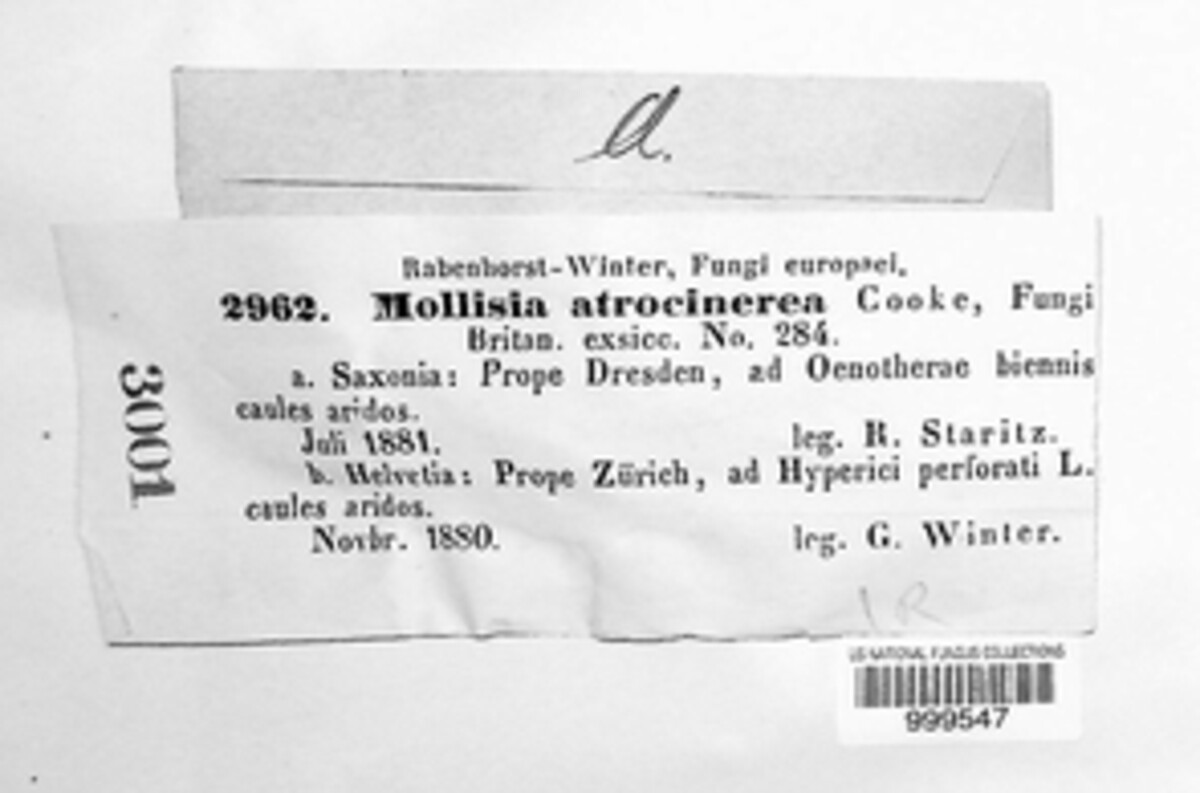 a.
Rabenhorst-Winter, Fungi europaei.
2962. Mollisia atrocinerea Cooke, Fungi
Britan. exsicc. No. 284.
a. Saxonia: Prope Dresden, ad Oenotherae biennis
caules aridos.
Juli 1881. leg. R. Staritz.
b. Helvetia: Prope Zürich, ad Hyperici perforati L.
caules aridos.
Novbr. 1880. leg. G. Winter.
3001
I R
US NATIONAL FUNGUS COLLECTIONS
999547